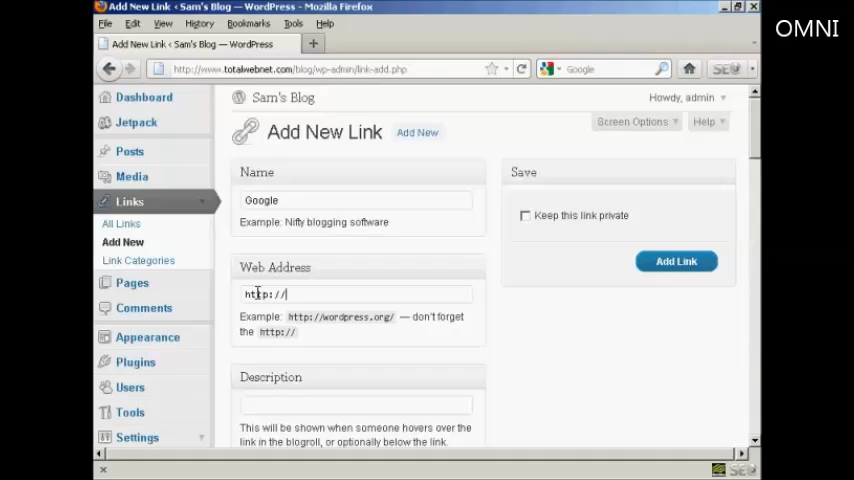 Add New Link ‹ Sam's Blog — WordPress - Mozilla Firefox
OMNI
File Edit View History Bookmarks Tools Help
Add New Link ‹ Sam's Blog — WordPress +
http://www.totalwebnet.com/blog/wp-admin/link-add.php
Google
SEO
Dashboard
Jetpack
Posts
Media
Links
All Links
Add New
Link Categories
Pages
Comments
Appearance
Plugins
Users
Tools
Settings
Sam's Blog
Howdy, admin
Add New Link Add New
Screen Options Help
Name
Google
Example: Nifty blogging software
Web Address
http://
Example: http://wordpress.org/ — don't forget
the http://
Description
This will be shown when someone hovers over the
link in the blogroll, or optionally below the link.
Save
Keep this link private
Add Link
SEO